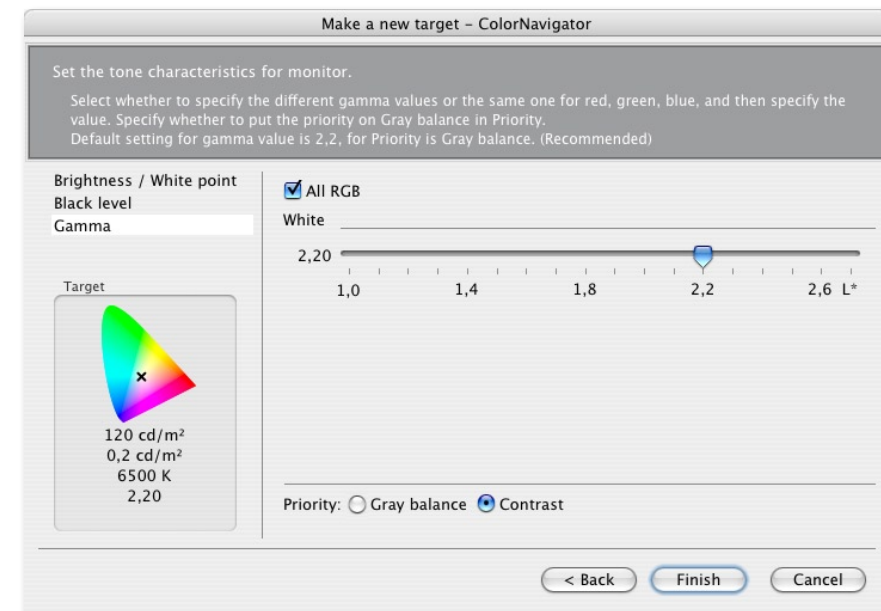 Make a new target – ColorNavigator
Set the tone characteristics for monitor.
Select whether to specify the different gamma values or the same one for red, green, blue, and then specify the
value. Specify whether to put the priority on Gray balance in Priority.
Default setting for gamma value is 2,2, for Priority is Gray balance. (Recommended)
Brightness / White point
Black level
Gamma
Target
120 cd/m²
0,2 cd/m²
6500 K
2,20
All RGB
White
2,20
1,0 1,4 1,8 2,2 2,6 L*
Priority: Gray balance Contrast
< Back Finish Cancel